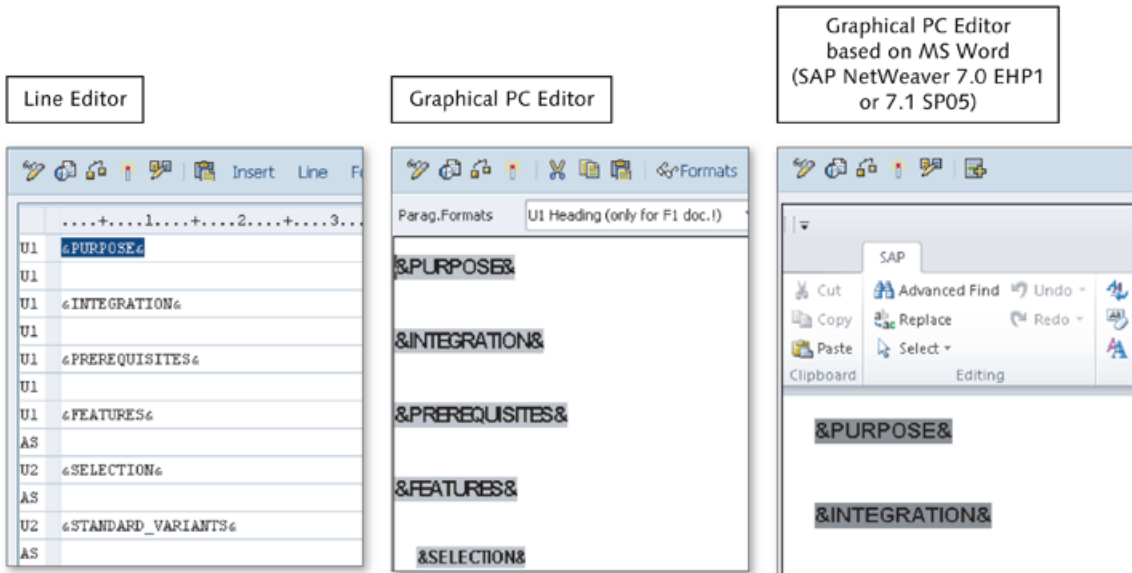 Line Editor
Insert Line
....+....1....+....2....+....3...
U1 &PURPOSE&
U1
U1 &INTEGRATION&
U1
U1 &PREREQUISITES&
U1
U1 &FEATURES&
AS
U2 &SELECTION&
AS
U2 &STANDARD_VARIANTS&
AS
Graphical PC Editor
Formats
Parag.Formats U1 Heading (only for F1 doc.!)
&PURPOSE&
&INTEGRATION&
&PREREQUISITES&
&FEATURES&
&SELECTION&
Graphical PC Editor
based on MS Word
(SAP NetWeaver 7.0 EHP1
or 7.1 SP05)
SAP
Cut Advanced Find Undo
Copy Replace Redo
Paste Select
Clipboard Editing
&PURPOSE&
&INTEGRATION&